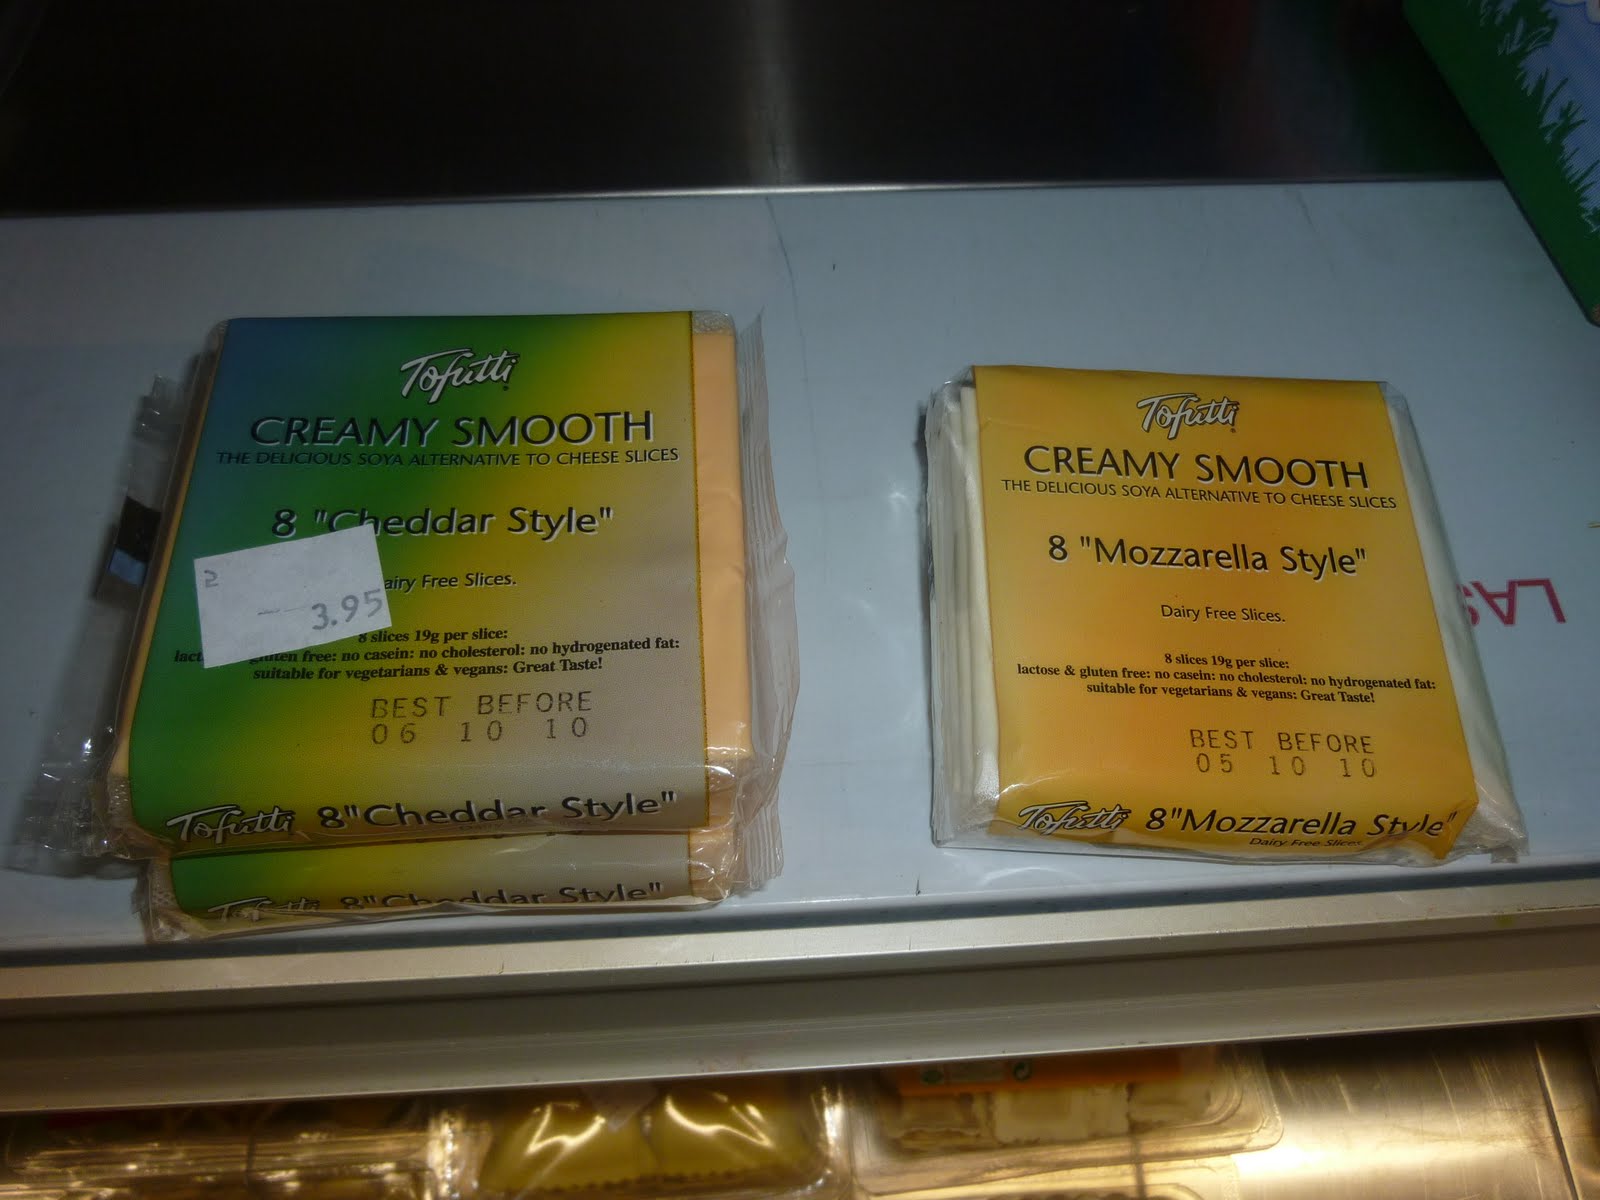 Tofutti
CREAMY SMOOTH
THE DELICIOUS SOYA ALTERNATIVE TO CHEESE SLICES
8 "Cheddar Style"
2
3.95
airy Free Slices.
8 slices 19g per slice:
lact gluten free: no casein: no cholesterol: no hydrogenated fat:
suitable for vegetarians & vegans: Great Taste!
BEST BEFORE
06 10 10
Tofutti 8"Cheddar Style"
Tofutti 8"Cheddar Style"
Tofutti
CREAMY SMOOTH
THE DELICIOUS SOYA ALTERNATIVE TO CHEESE SLICES
8 "Mozzarella Style"
Dairy Free Slices.
8 slices 19g per slice:
lactose & gluten free: no casein: no cholesterol: no hydrogenated fat:
suitable for vegetarians & vegans: Great Taste!
BEST BEFORE
05 10 10
Tofutti 8"Mozzarella Style"
Dairy Free Slices.